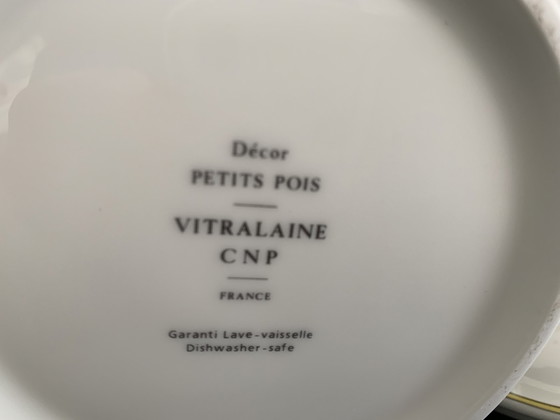 Décor
PETITS POIS
VITRALAINE
CNP
FRANCE
Garanti Lave-vaisselle
Dishwasher-safe